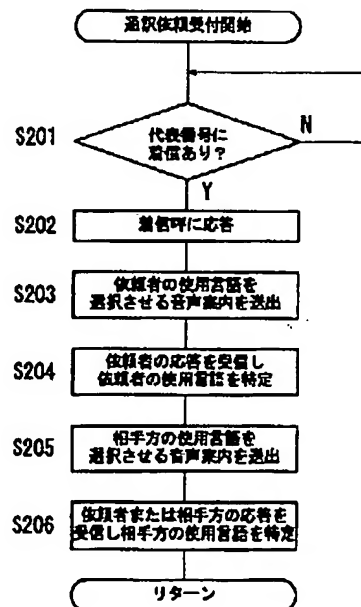 通訳依頼受付開始
S201
代表番号に
着信あり？
N
Y
S202
着信呼に応答
S203
依頼者の使用言語を
選択させる音声案内を送出
S204
依頼者の応答を受信し
依頼者の使用言語を特定
S205
相手方の使用言語を
選択させる音声案内を送出
S206
依頼者または相手方の応答を
受信し相手方の使用言語を特定
リターン